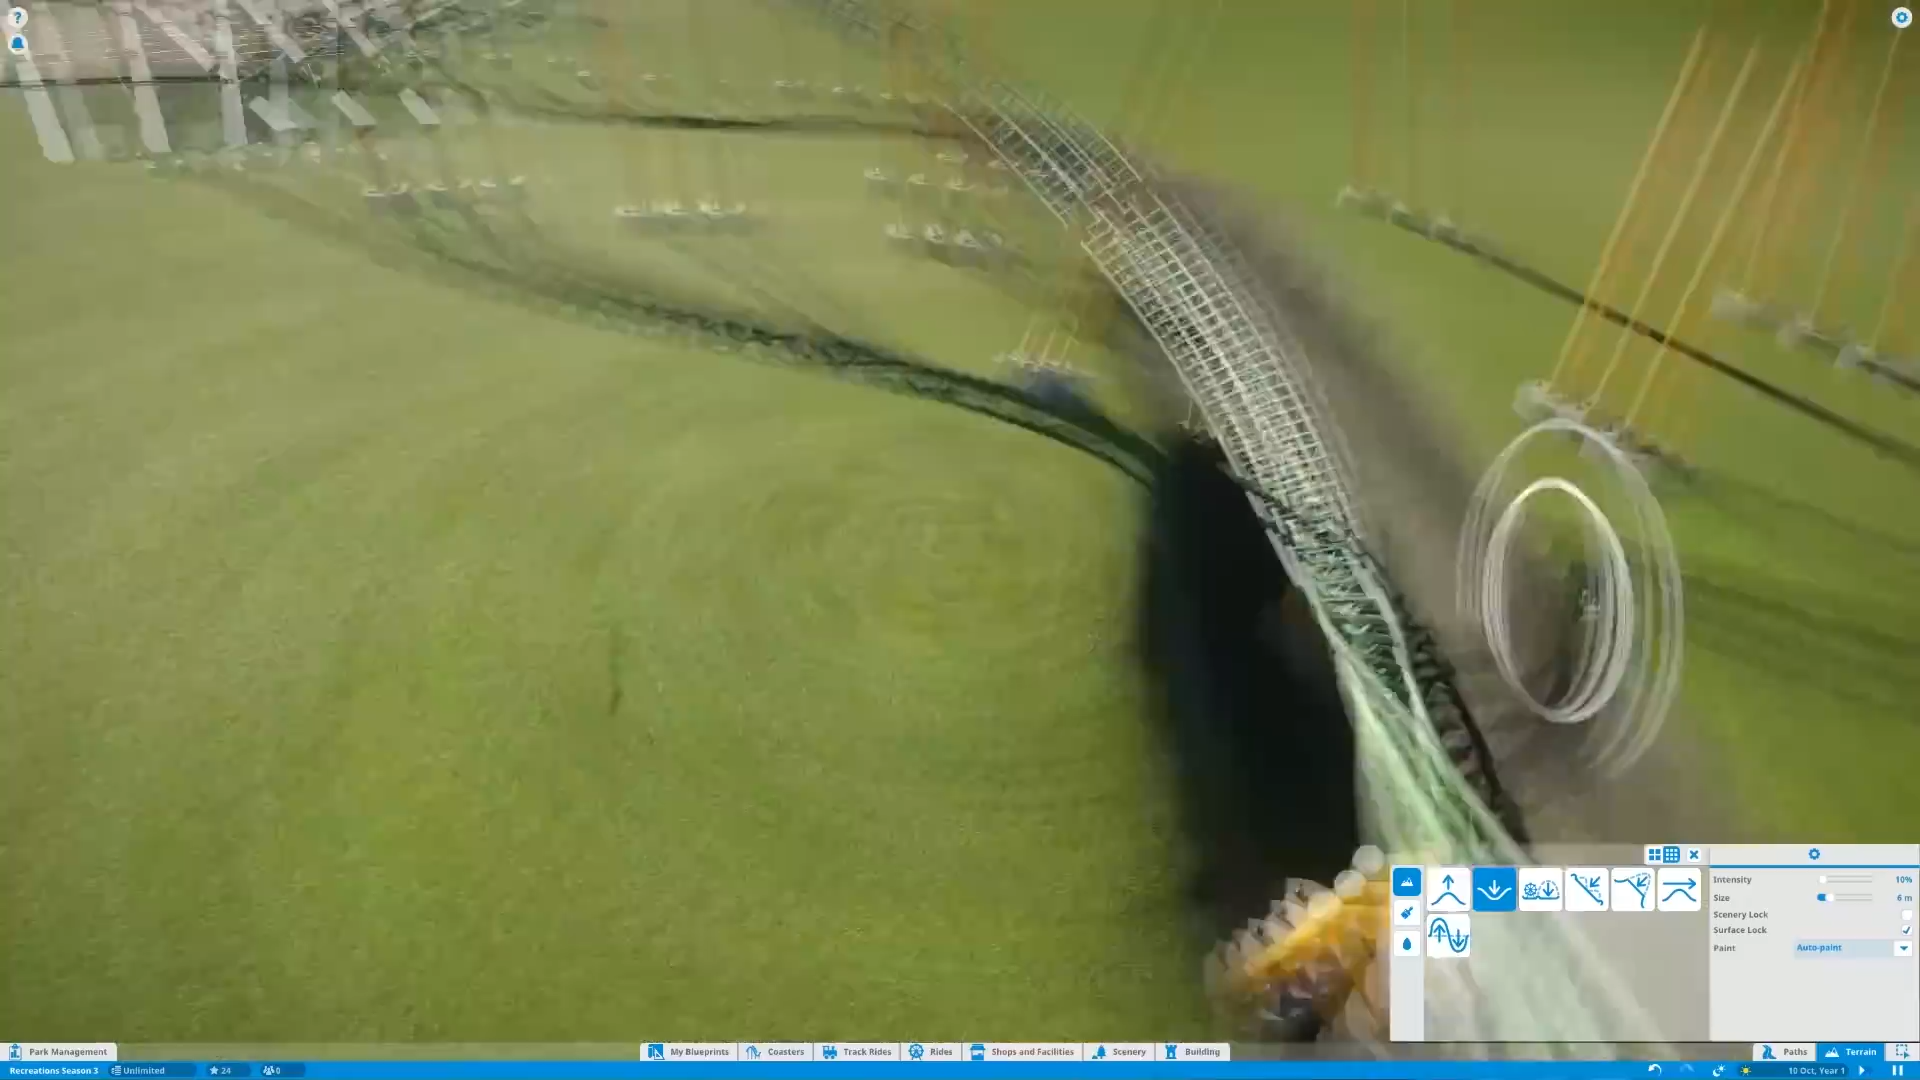 ?
Intensity 10%
Size 6 m
Scenery Lock
Surface Lock
Paint Auto-paint
Park Management
My Blueprints Coasters Track Rides Rides Shops and Facilities Scenery Building
Paths Terrain
Recreations Season 3 Unlimited 24 0
10 Oct, Year 1